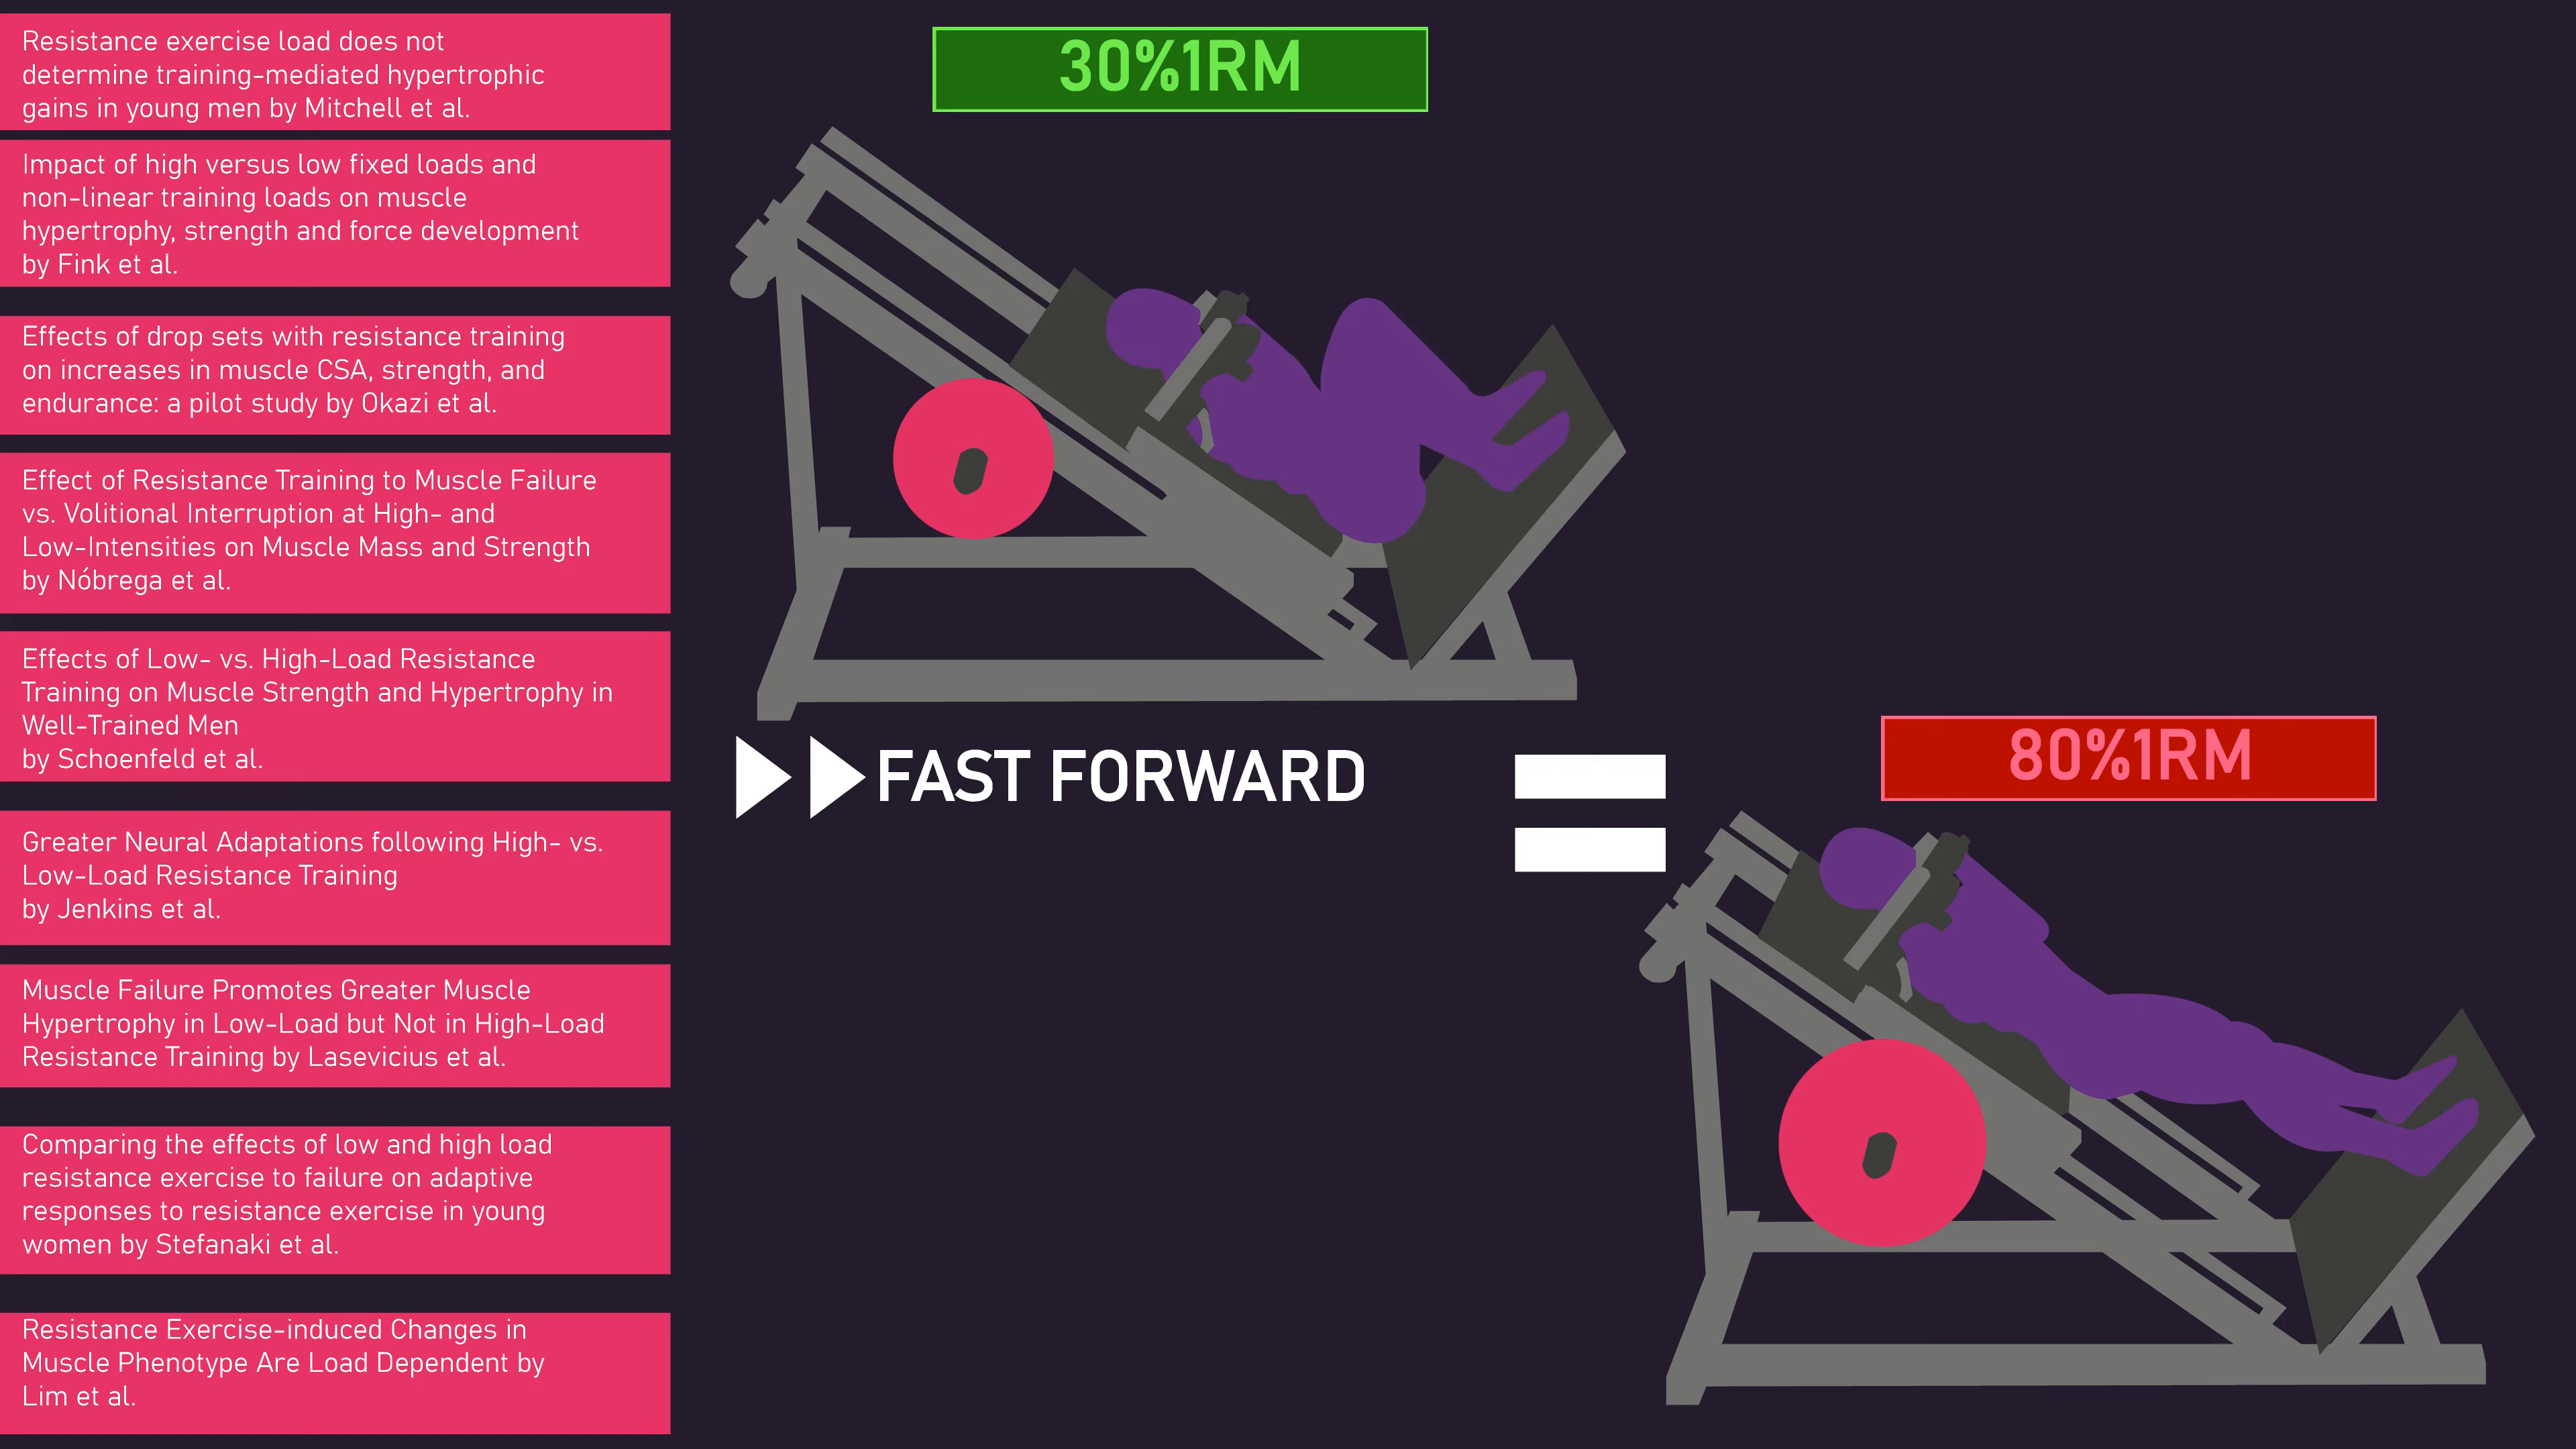 Resistance exercise load does not
determine training-mediated hypertrophic
gains in young men by Mitchell et al.
Impact of high versus low fixed loads and
non-linear training loads on muscle
hypertrophy, strength and force development
by Fink et al.
Effects of drop sets with resistance training
on increases in muscle CSA, strength, and
endurance: a pilot study by Okazi et al.
Effect of Resistance Training to Muscle Failure
vs. Volitional Interruption at High- and
Low-Intensities on Muscle Mass and Strength
by Nóbrega et al.
Effects of Low- vs. High-Load Resistance
Training on Muscle Strength and Hypertrophy in
Well-Trained Men
by Schoenfeld et al.
Greater Neural Adaptations following High- vs.
Low-Load Resistance Training
by Jenkins et al.
Muscle Failure Promotes Greater Muscle
Hypertrophy in Low-Load but Not in High-Load
Resistance Training by Lasevicius et al.
Comparing the effects of low and high load
resistance exercise to failure on adaptive
responses to resistance exercise in young
women by Stefanaki et al.
Resistance Exercise-induced Changes in
Muscle Phenotype Are Load Dependent by
Lim et al.
30%1RM
FAST FORWARD
80%1RM